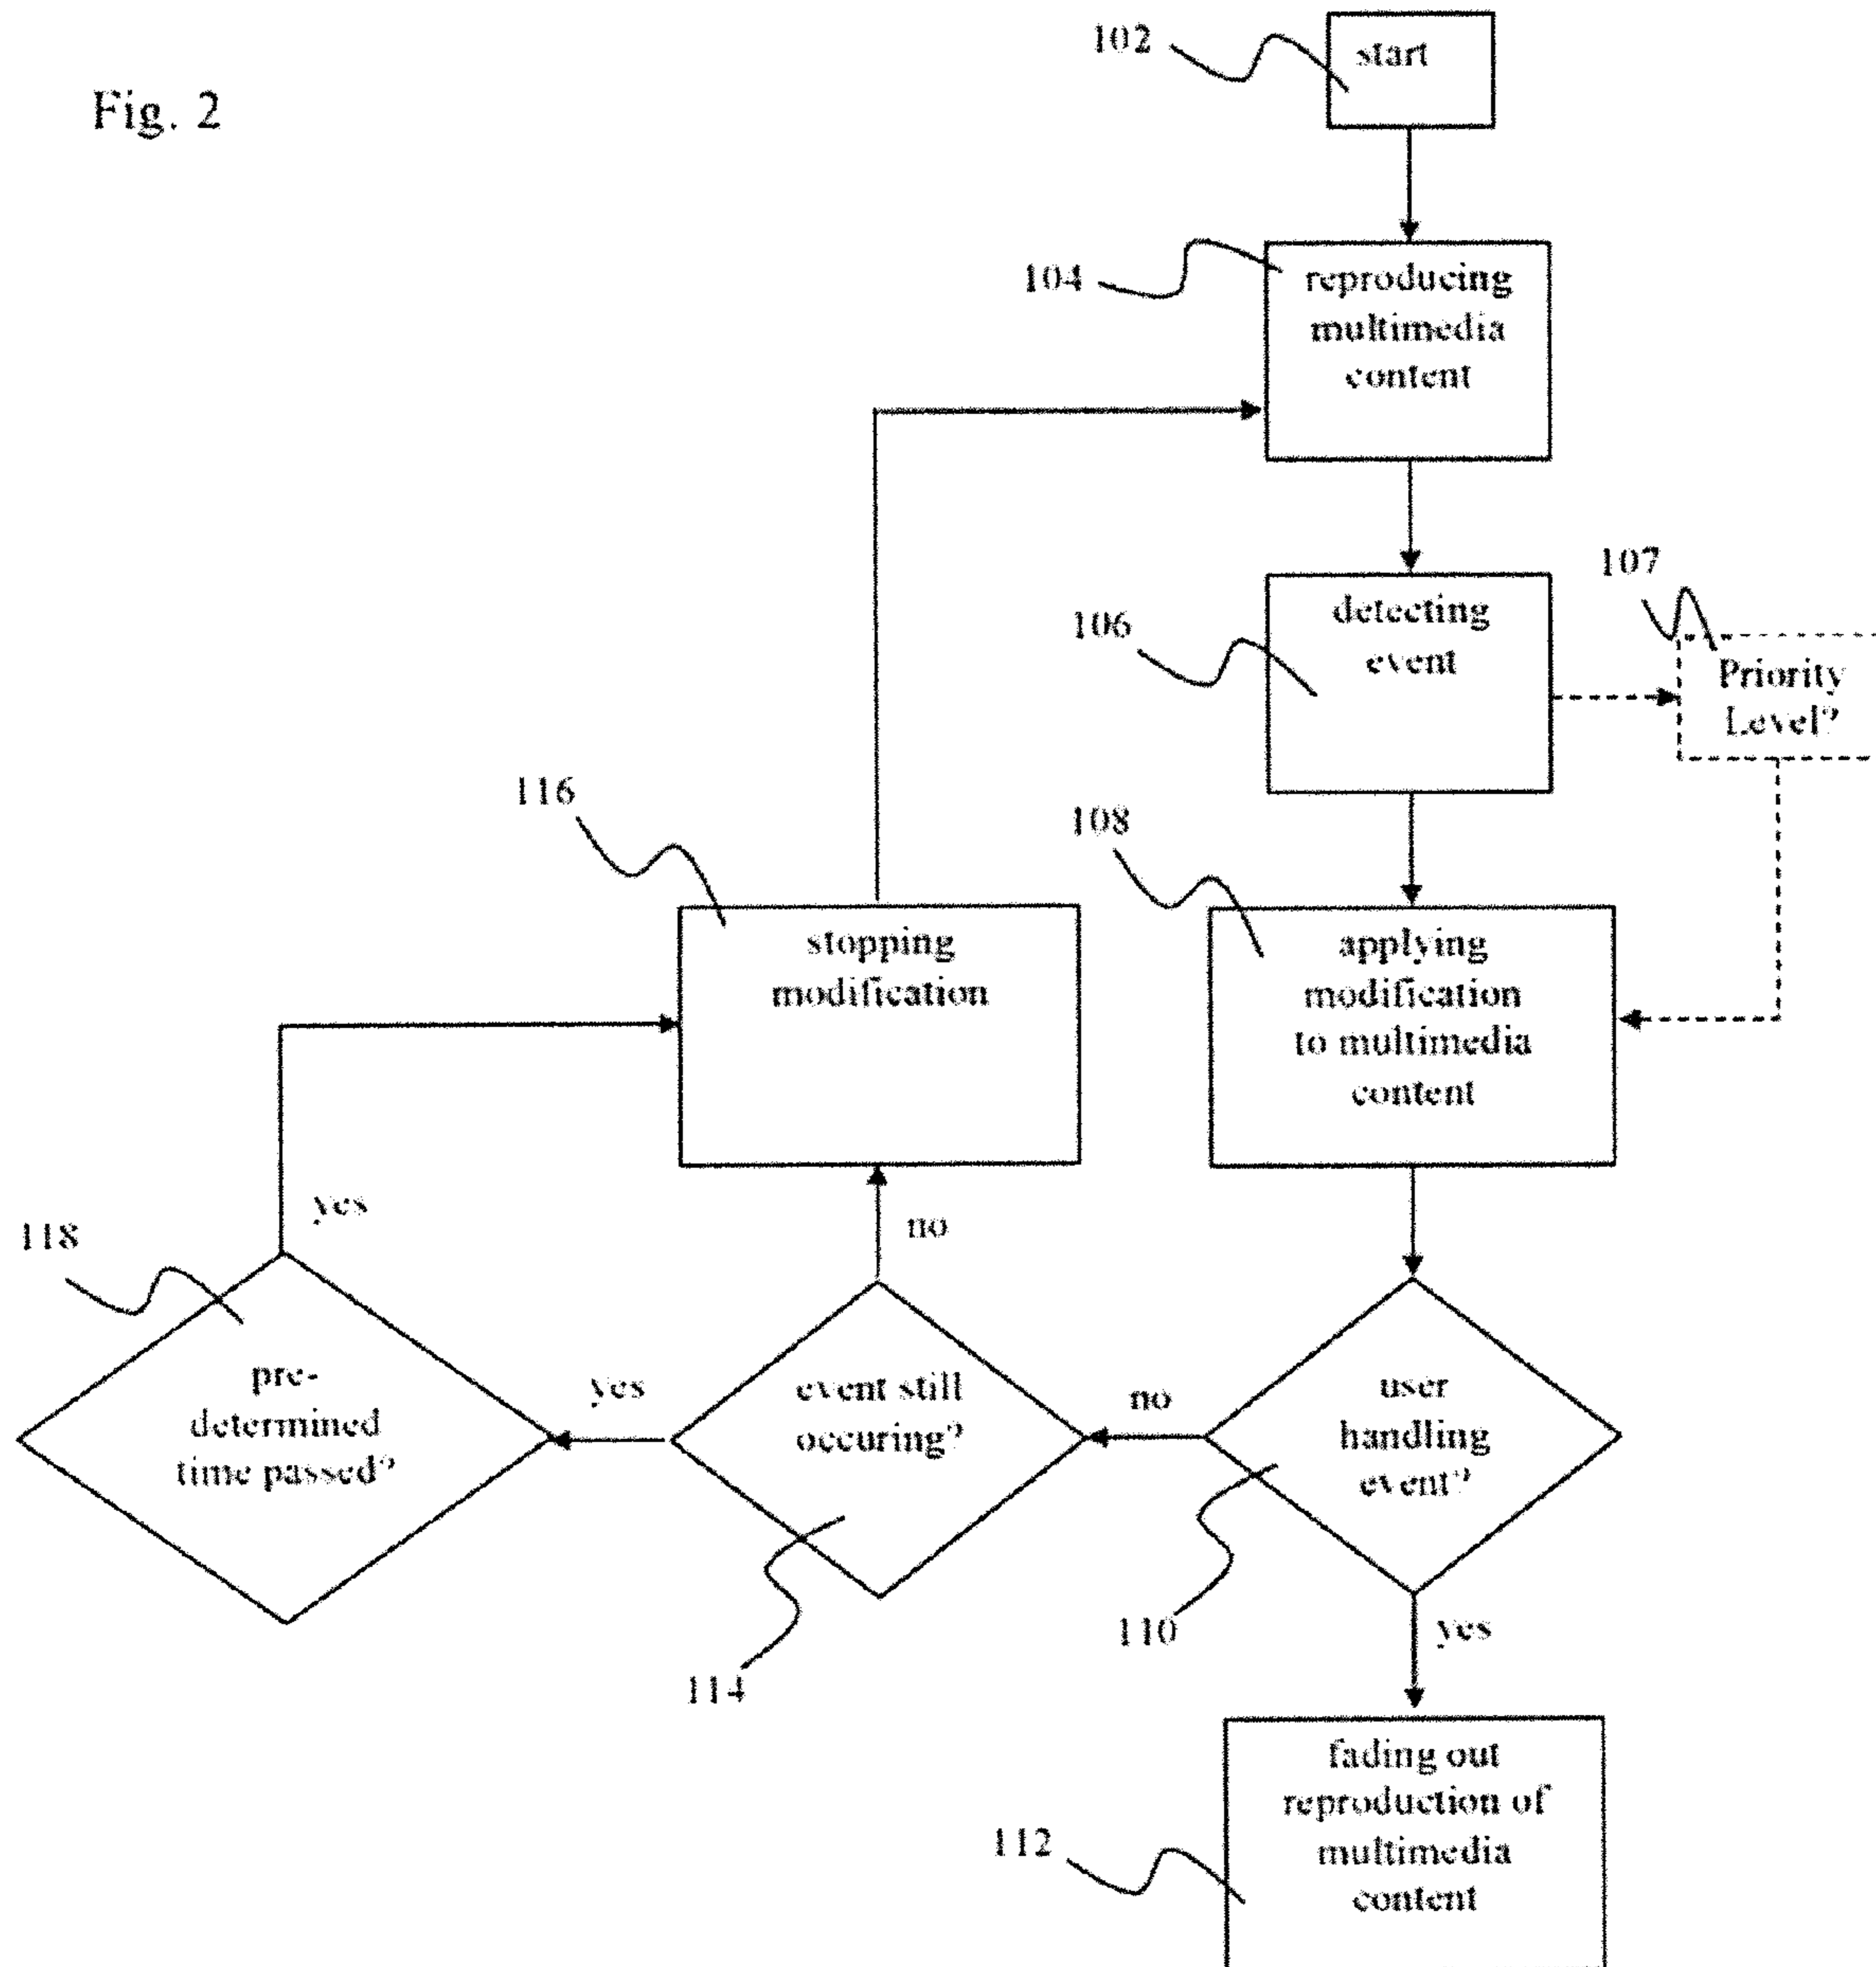 Fig. 2
102
start
104
reproducing
multimedia
content
106
detecting
event
107
Priority
Level?
108
applying
modification
to multimedia
content
116
stopping
modification
118
yes
no
pre-
determined
time passed?
yes
event still
occuring?
no
user
handling
event?
114
110
yes
112
fading out
reproduction of
multimedia
content